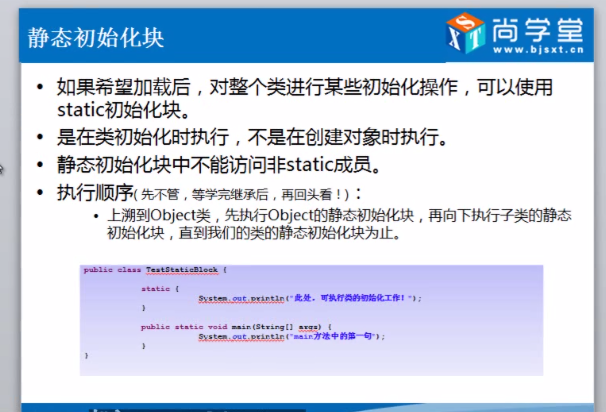 静态初始化块
尚学堂
www.bjsxt.cn
• 如果希望加载后，对整个类进行某些初始化操作，可以使用
static初始化块。
• 是在类初始化时执行，不是在创建对象时执行。
• 静态初始化块中不能访问非static成员。
• 执行顺序( 先不管，等学完继承后，再回头看！)：
• 上溯到Object类，先执行Object的静态初始化块，再向下执行子类的静态
初始化块，直到我们的类的静态初始化块为止。
public class TestStaticBlock {
static {
System.out.println("此处，可执行类的初始化工作！");
}
public static void main(String[] args) {
System.out.println("main方法中的第一句");
}
}